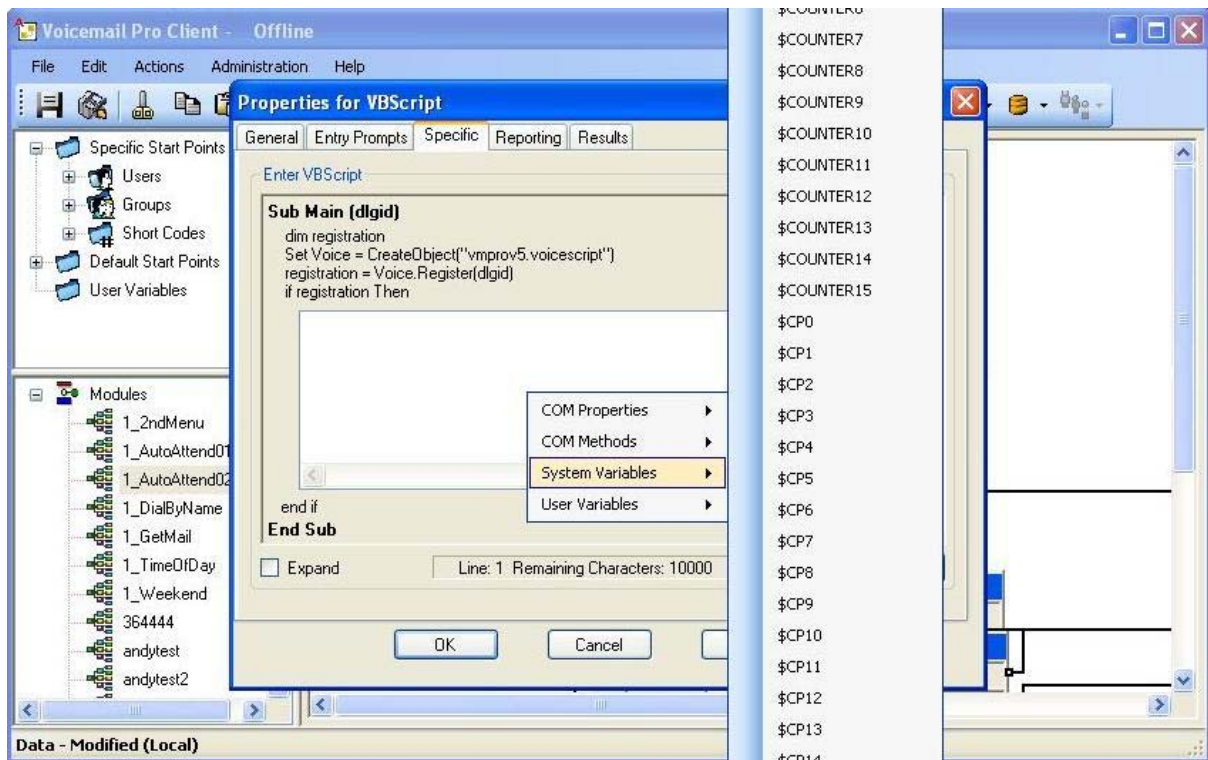 Voicemail Pro Client - Offline
File Edit Actions Administration Help
Specific Start Points
Users
Groups
Short Codes
Default Start Points
User Variables
Modules
1_2ndMenu
1_AutoAttend01
1_AutoAttend02
1_DialByName
1_GetMail
1_TimeOfDay
1_Weekend
364444
andytest
andytest2
Data - Modified (Local)
Properties for VBScript
General Entry Prompts Specific Reporting Results
Enter VBScript
Sub Main (dlgid)
dim registration
Set Voice = CreateObject("vmprov5.voicescript")
registration = Voice.Register(dlgid)
if registration Then
end if
End Sub
Expand
Line: 1 Remaining Characters: 10000
OK Cancel
COM Properties
COM Methods
System Variables
User Variables
$COUNTER6
$COUNTER7
$COUNTER8
$COUNTER9
$COUNTER10
$COUNTER11
$COUNTER12
$COUNTER13
$COUNTER14
$COUNTER15
$CP0
$CP1
$CP2
$CP3
$CP4
$CP5
$CP6
$CP7
$CP8
$CP9
$CP10
$CP11
$CP12
$CP13
$CP14